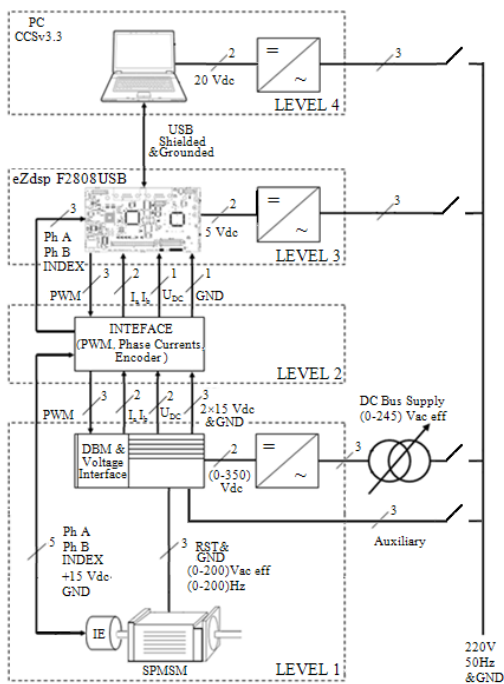 PC
CCSv3.3
2
20 Vdc
=
~
3
LEVEL 4
USB
Shielded
&Grounded
eZdsp F2808USB
3
2
5 Vdc
=
~
3
LEVEL 3
Ph A
Ph B
INDEX
PWM
3
2
Ia Ib
1
UDC
1
GND
INTEFACE
(PWM, Phase Currents,
Encoder )
LEVEL 2
PWM
3
2
Ia Ib
2
UDC
3
2×15 Vdc
&GND
DC Bus Supply
(0-245) Vac eff
DBM &
Voltage
Interface
2
(0-350)
Vdc
=
~
3
3
Auxiliary
5
Ph A
Ph B
INDEX
+15 Vdc
GND
3
RST&
GND
(0-200)Vac eff
(0-200)Hz
IE
SPMSM
LEVEL 1
220V
50Hz
&GND